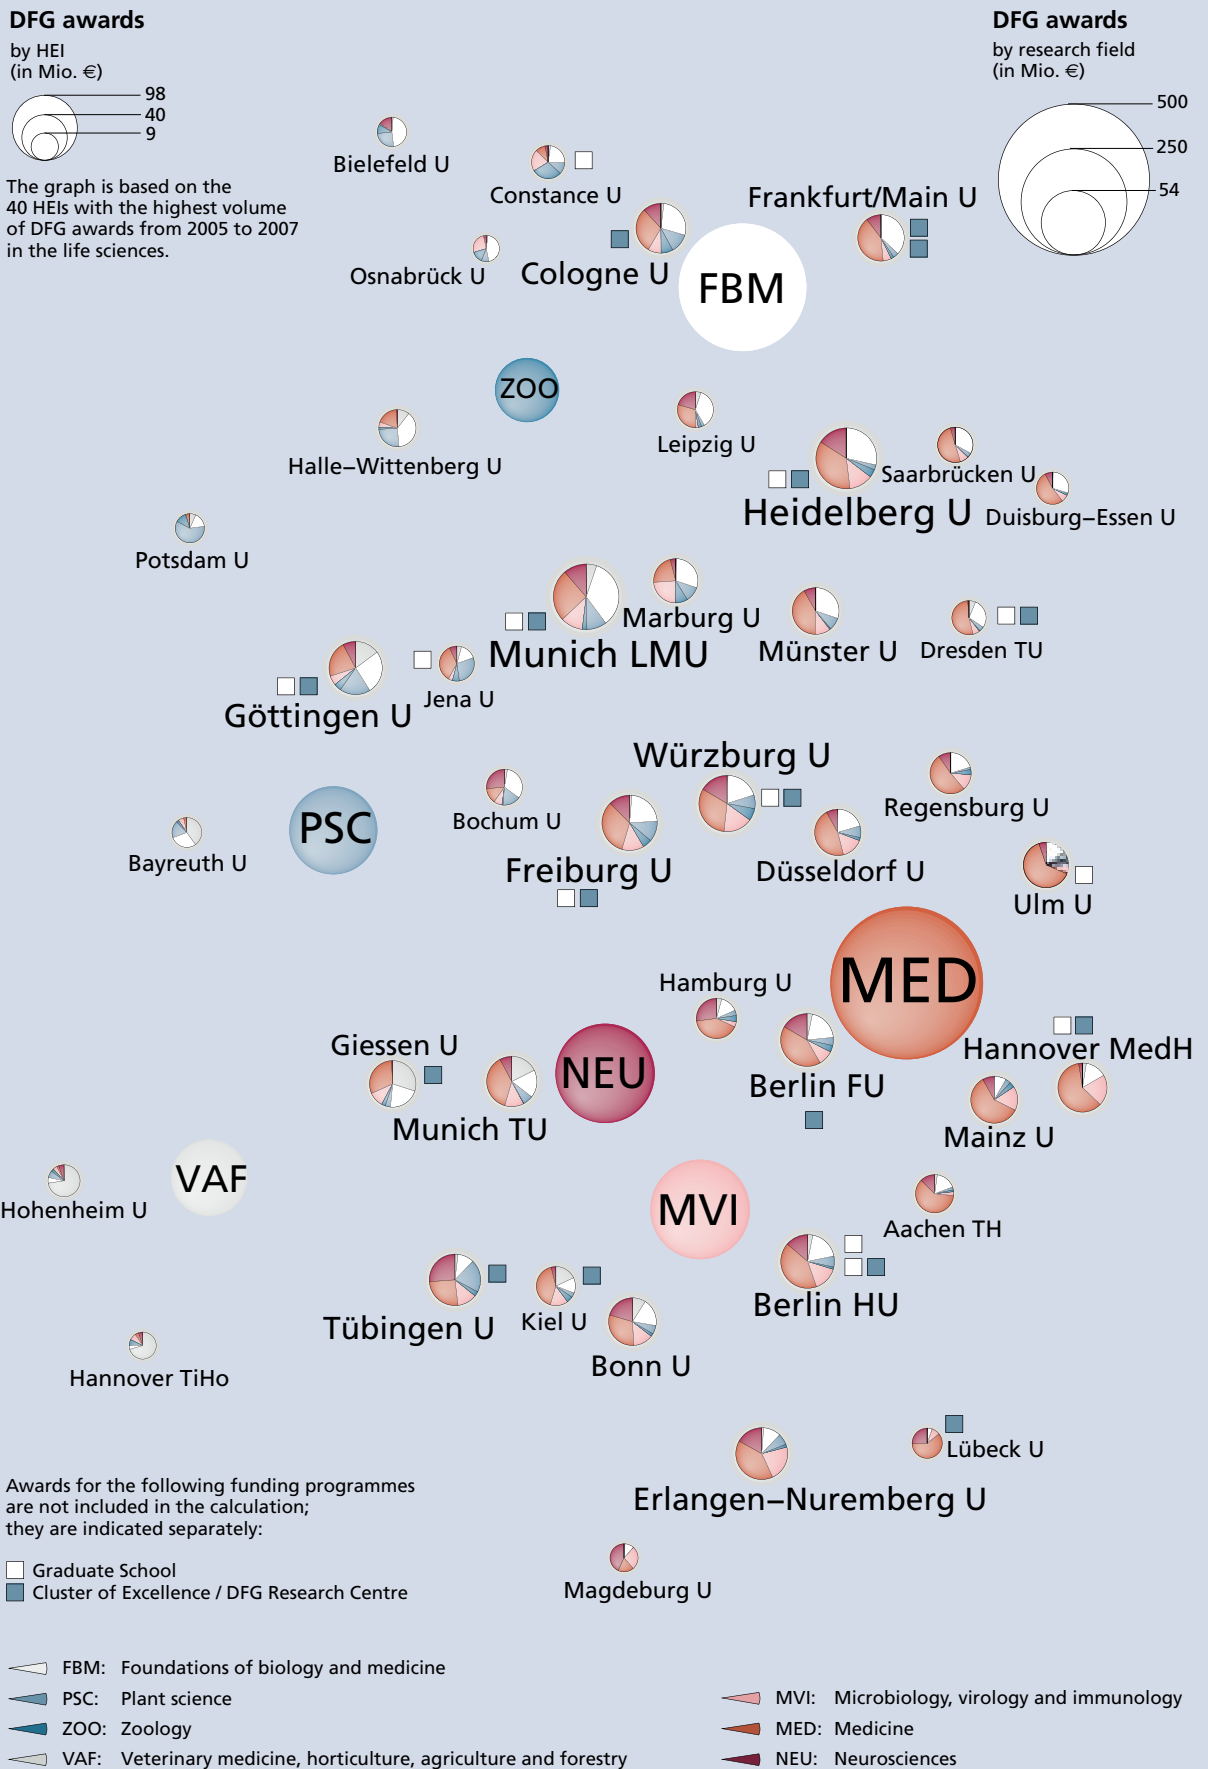 DFG awards
by HEI
(in Mio. €)
98
40
9
The graph is based on the
40 HEIs with the highest volume
of DFG awards from 2005 to 2007
in the life sciences.
DFG awards
by research field
(in Mio. €)
500
250
54
Bielefeld U
Constance U
Frankfurt/Main U
Osnabrück U
Cologne U
FBM
ZOO
Leipzig U
Halle–Wittenberg U
Saarbrücken U
Heidelberg U
Duisburg–Essen U
Potsdam U
Marburg U
Munich LMU
Münster U
Dresden TU
Göttingen U
Jena U
Würzburg U
Regensburg U
Bochum U
PSC
Bayreuth U
Freiburg U
Düsseldorf U
Ulm U
MED
Hamburg U
Giessen U
NEU
Hannover MedH
Berlin FU
Munich TU
Mainz U
VAF
Hohenheim U
MVI
Aachen TH
Berlin HU
Tübingen U
Kiel U
Bonn U
Hannover TiHo
Lübeck U
Erlangen–Nuremberg U
Magdeburg U
Awards for the following funding programmes
are not included in the calculation;
they are indicated separately:
Graduate School
Cluster of Excellence / DFG Research Centre
FBM: Foundations of biology and medicine
PSC: Plant science
ZOO: Zoology
VAF: Veterinary medicine, horticulture, agriculture and forestry
MVI: Microbiology, virology and immunology
MED: Medicine
NEU: Neurosciences